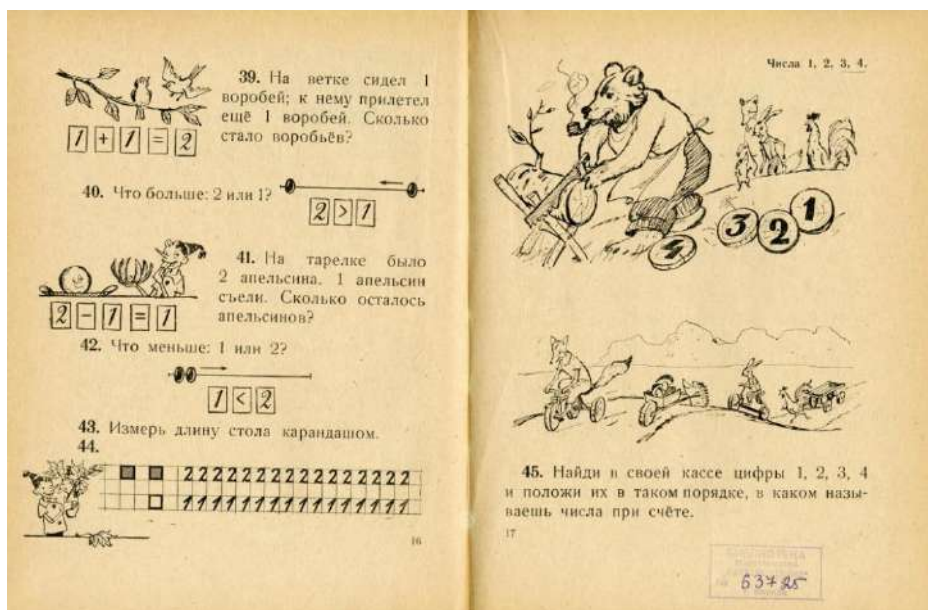 39. На ветке сидел 1
воробей; к нему прилетел
ещё 1 воробей. Сколько
стало воробьёв?
1 + 1 = 2
40. Что больше: 2 или 1?
2 > 1
41. На тарелке было
2 апельсина. 1 апельсин
съели. Сколько осталось
апельсинов?
2 − 1 = 1
42. Что меньше: 1 или 2?
1 < 2
43. Измерь длину стола карандашом.
44.
2222222222222222
1111111111111111
16
Числа 1, 2, 3, 4.
4 3 2 1
45. Найди в своей кассе цифры 1, 2, 3, 4
и положи их в таком порядке, в каком назы-
ваешь числа при счёте.
17
БИБЛИОТЕКА
63725